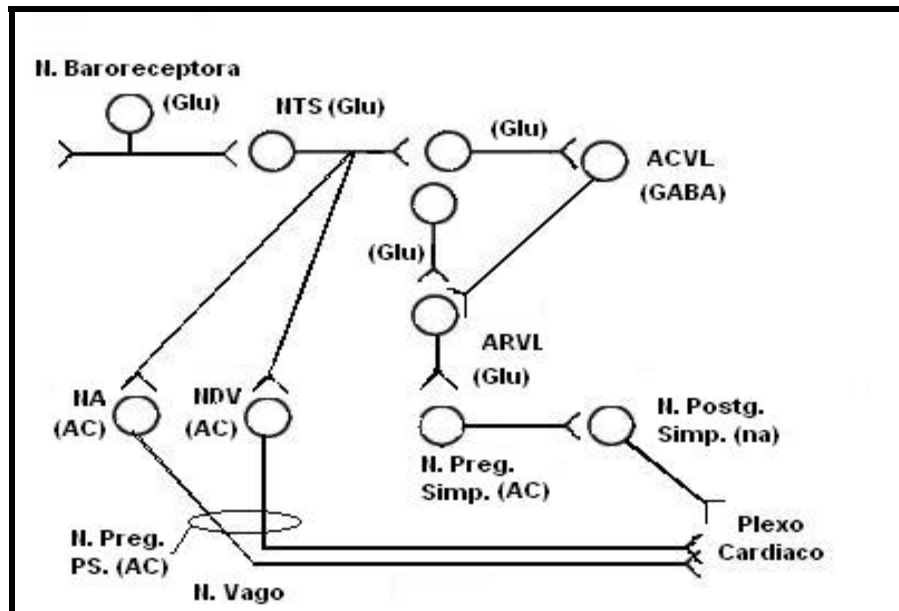 N. Baroreceptora
(Glu)
NTS (Glu)
(Glu)
ACVL
(GABA)
(Glu)
ARVL
(Glu)
NA
(AC)
NDV
(AC)
N. Postg.
Simp. (na)
N. Preg.
Simp. (AC)
N. Preg.
PS. (AC)
Plexo
Cardiaco
N. Vago